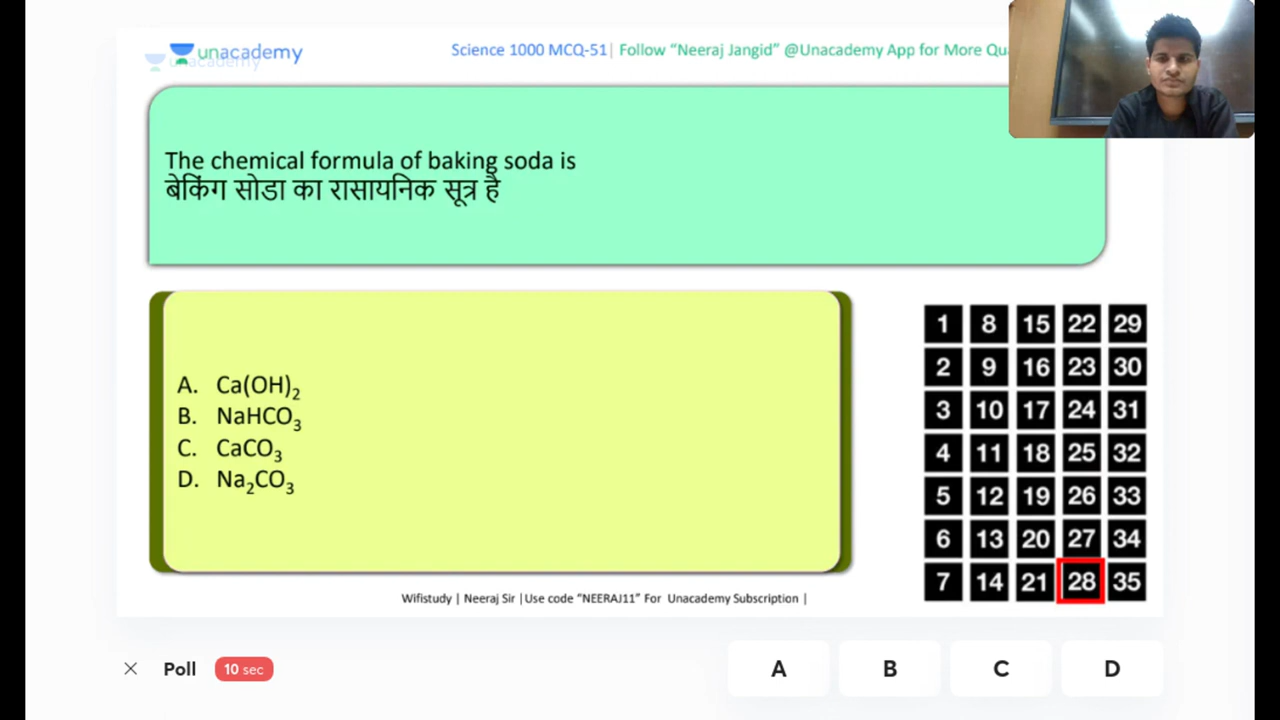 unacademy
unacademy
Science 1000 MCQ-51| Follow “Neeraj Jangid” @Unacademy App for More
The chemical formula of baking soda is
बेकिंग सोडा का रासायनिक सूत्र है
A. Ca(OH)₂
B. NaHCO₃
C. CaCO₃
D. Na₂CO₃
1 8 15 22 29
2 9 16 23 30
3 10 17 24 31
4 11 18 25 32
5 12 19 26 33
6 13 20 27 34
7 14 21 28 35
Wifistudy | Neeraj Sir |Use code “NEERAJ11” For Unacademy Subscription |
× Poll 10 sec A B C D